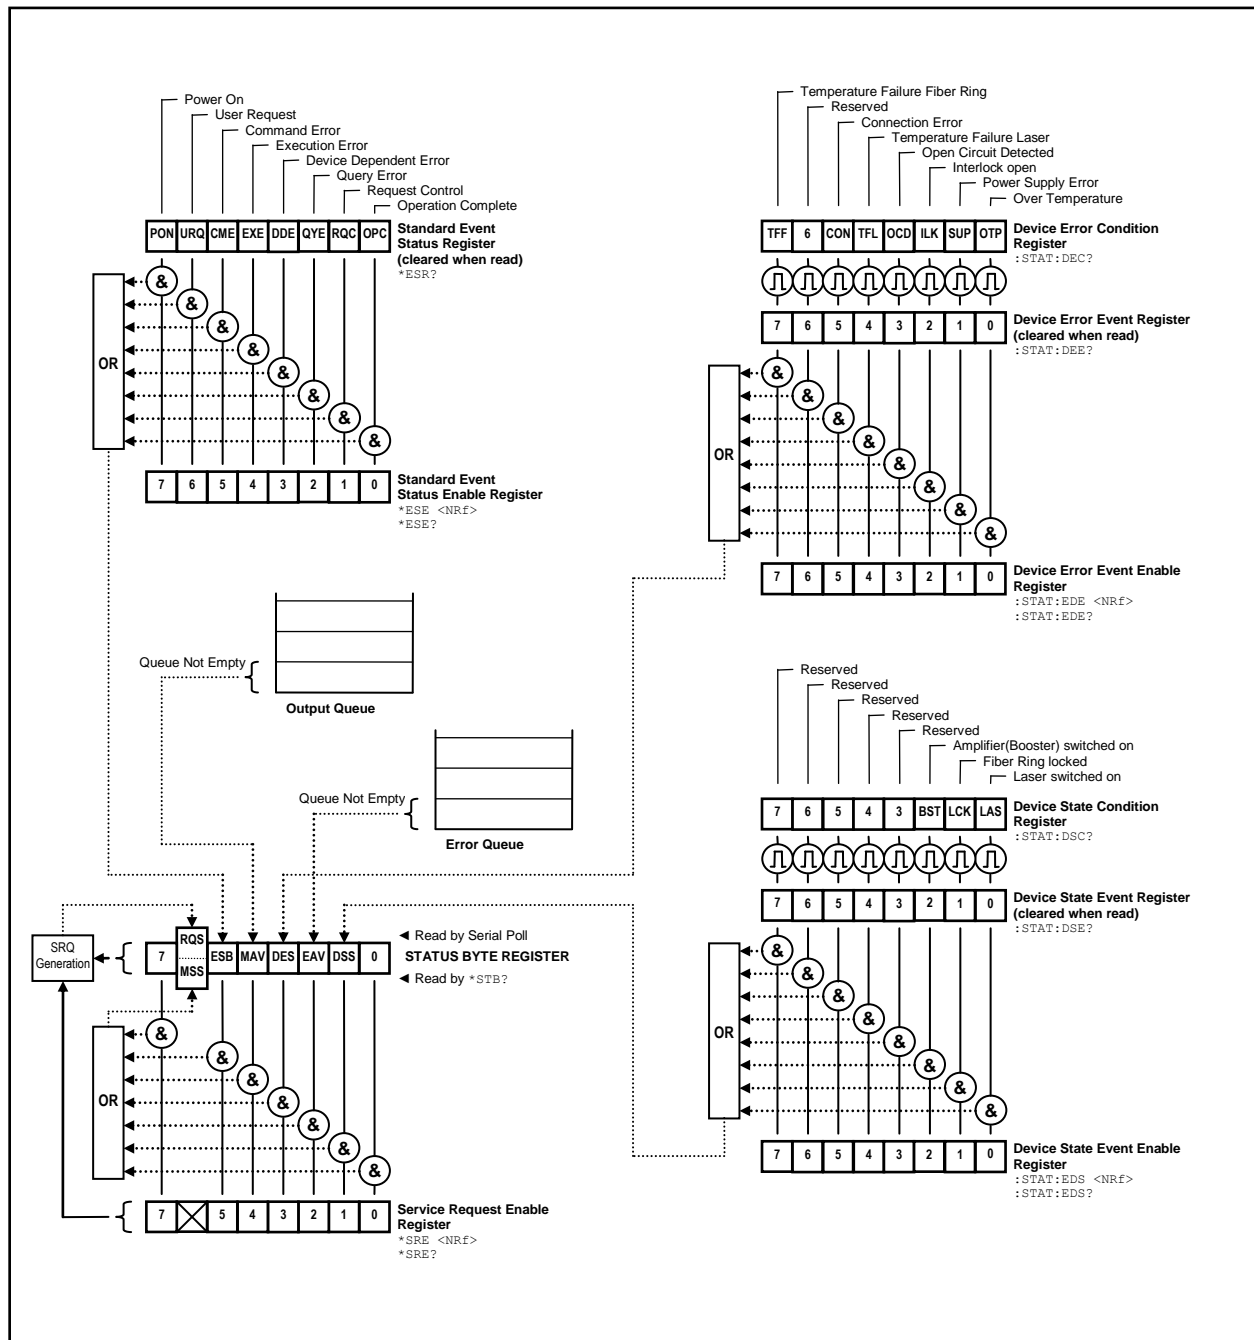 Power On
User Request
Command Error
Execution Error
Device Dependent Error
Query Error
Request Control
Operation Complete
PON URQ CME EXE DDE QYE RQC OPC
Standard Event
Status Register
(cleared when read)
*ESR?
& & & & & & & &
OR
7 6 5 4 3 2 1 0
Standard Event
Status Enable Register
*ESE <NRf>
*ESE?
Queue Not Empty
Output Queue
Queue Not Empty
Error Queue
SRQ
Generation
7 RQS MSS ESB MAV DES EAV DSS 0
◄ Read by Serial Poll
STATUS BYTE REGISTER
◄ Read by *STB?
& & & & & & &
OR
7 5 4 3 2 1 0
Service Request Enable
Register
*SRE <NRf>
*SRE?
Temperature Failure Fiber Ring
Reserved
Connection Error
Temperature Failure Laser
Open Circuit Detected
Interlock open
Power Supply Error
Over Temperature
TFF 6 CON TFL OCD ILK SUP OTP
Device Error Condition
Register
:STAT:DEC?
7 6 5 4 3 2 1 0
Device Error Event Register
(cleared when read)
:STAT:DEE?
& & & & & & & &
OR
7 6 5 4 3 2 1 0
Device Error Event Enable
Register
:STAT:EDE <NRf>
:STAT:EDE?
Reserved
Reserved
Reserved
Reserved
Reserved
Amplifier(Booster) switched on
Fiber Ring locked
Laser switched on
7 6 5 4 3 BST LCK LAS
Device State Condition
Register
:STAT:DSC?
7 6 5 4 3 2 1 0
Device State Event Register
(cleared when read)
:STAT:DSE?
& & & & & & & &
OR
7 6 5 4 3 2 1 0
Device State Event Enable
Register
:STAT:EDS <NRf>
:STAT:EDS?